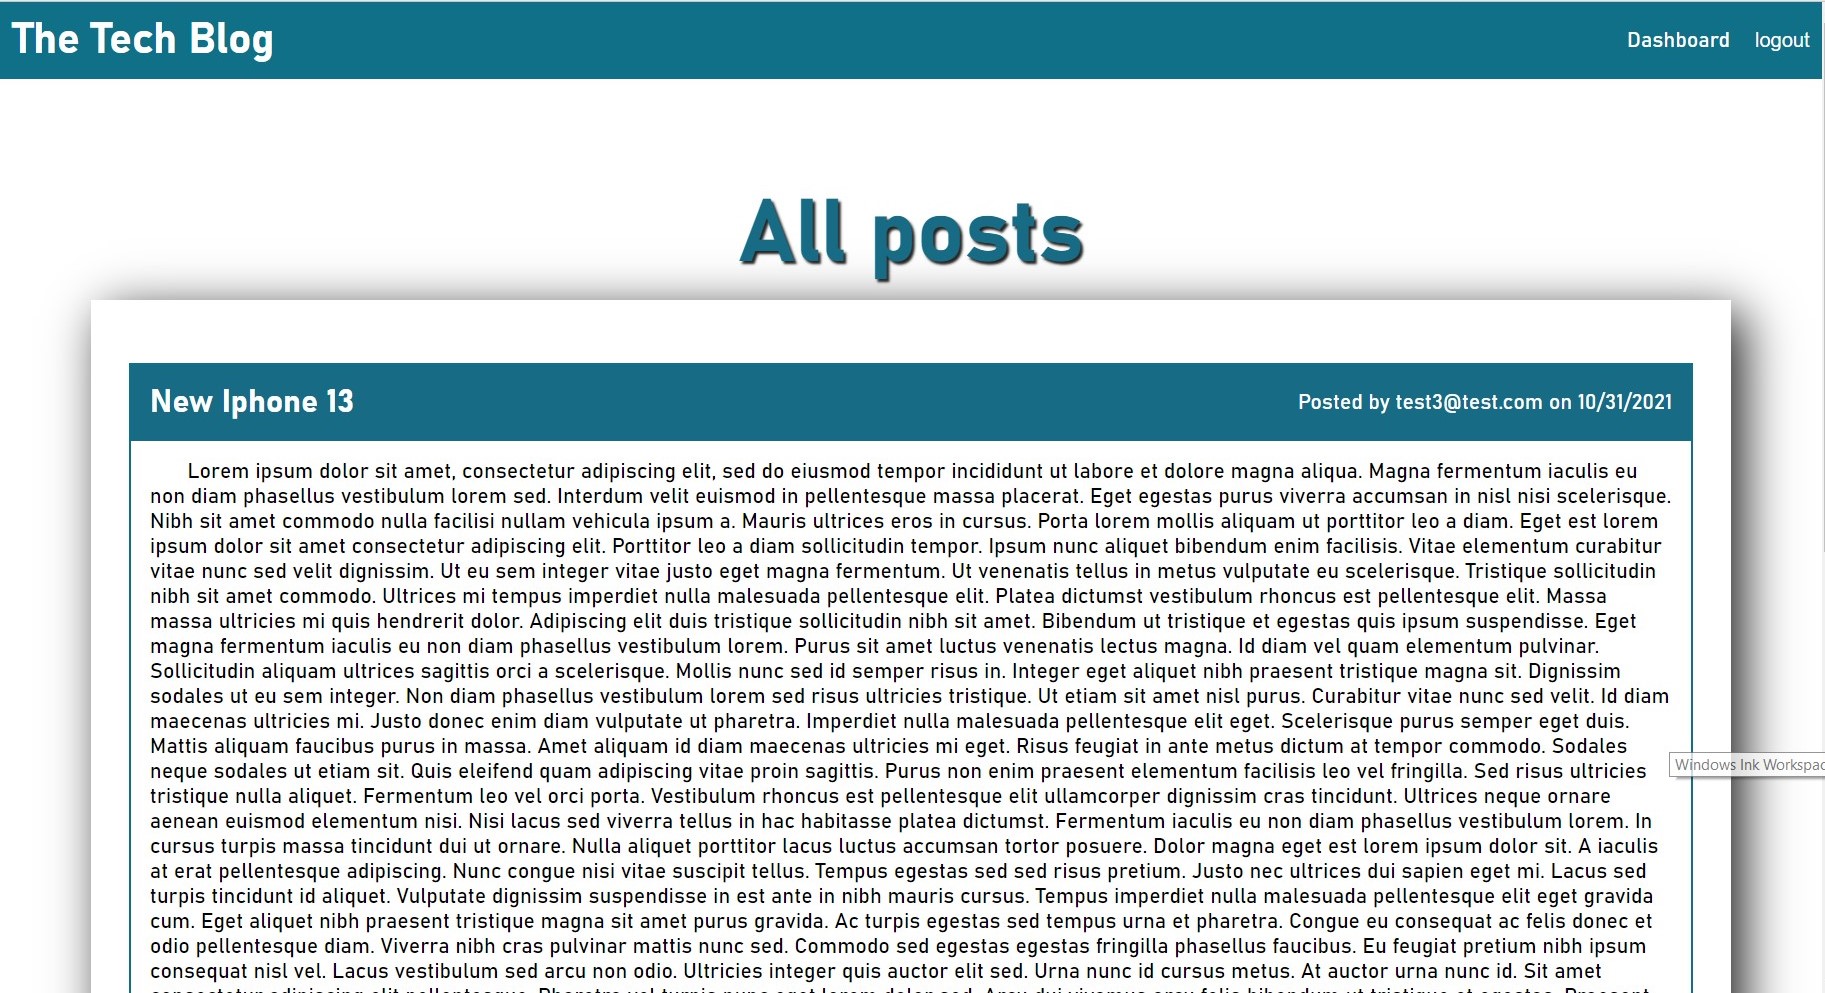 The Tech Blog
Dashboard logout
All posts
New Iphone 13
Posted by test3@test.com on 10/31/2021
Lorem ipsum dolor sit amet, consectetur adipiscing elit, sed do eiusmod tempor incididunt ut labore et dolore magna aliqua. Magna fermentum iaculis eu
non diam phasellus vestibulum lorem sed. Interdum velit euismod in pellentesque massa placerat. Eget egestas purus viverra accumsan in nisl nisi scelerisque.
Nibh sit amet commodo nulla facilisi nullam vehicula ipsum a. Mauris ultrices eros in cursus. Porta lorem mollis aliquam ut porttitor leo a diam. Eget est lorem
ipsum dolor sit amet consectetur adipiscing elit. Porttitor leo a diam sollicitudin tempor. Ipsum nunc aliquet bibendum enim facilisis. Vitae elementum curabitur
vitae nunc sed velit dignissim. Ut eu sem integer vitae justo eget magna fermentum. Ut venenatis tellus in metus vulputate eu scelerisque. Tristique sollicitudin
nibh sit amet commodo. Ultrices mi tempus imperdiet nulla malesuada pellentesque elit. Platea dictumst vestibulum rhoncus est pellentesque elit. Massa
massa ultricies mi quis hendrerit dolor. Adipiscing elit duis tristique sollicitudin nibh sit amet. Bibendum ut tristique et egestas quis ipsum suspendisse. Eget
magna fermentum iaculis eu non diam phasellus vestibulum lorem. Purus sit amet luctus venenatis lectus magna. Id diam vel quam elementum pulvinar.
Sollicitudin aliquam ultrices sagittis orci a scelerisque. Mollis nunc sed id semper risus in. Integer eget aliquet nibh praesent tristique magna sit. Dignissim
sodales ut eu sem integer. Non diam phasellus vestibulum lorem sed risus ultricies tristique. Ut etiam sit amet nisl purus. Curabitur vitae nunc sed velit. Id diam
maecenas ultricies mi. Justo donec enim diam vulputate ut pharetra. Imperdiet nulla malesuada pellentesque elit eget. Scelerisque purus semper eget duis.
Mattis aliquam faucibus purus in massa. Amet aliquam id diam maecenas ultricies mi eget. Risus feugiat in ante metus dictum at tempor commodo. Sodales
neque sodales ut etiam sit. Quis eleifend quam adipiscing vitae proin sagittis. Purus non enim praesent elementum facilisis leo vel fringilla. Sed risus ultricies
Windows Ink Workspac
tristique nulla aliquet. Fermentum leo vel orci porta. Vestibulum rhoncus est pellentesque elit ullamcorper dignissim cras tincidunt. Ultrices neque ornare
aenean euismod elementum nisi. Nisi lacus sed viverra tellus in hac habitasse platea dictumst. Fermentum iaculis eu non diam phasellus vestibulum lorem. In
cursus turpis massa tincidunt dui ut ornare. Nulla aliquet porttitor lacus luctus accumsan tortor posuere. Dolor magna eget est lorem ipsum dolor sit. A iaculis
at erat pellentesque adipiscing. Nunc congue nisi vitae suscipit tellus. Tempus egestas sed sed risus pretium. Justo nec ultrices dui sapien eget mi. Lacus sed
turpis tincidunt id aliquet. Vulputate dignissim suspendisse in est ante in nibh mauris cursus. Tempus imperdiet nulla malesuada pellentesque elit eget gravida
cum. Eget aliquet nibh praesent tristique magna sit amet purus gravida. Ac turpis egestas sed tempus urna et pharetra. Congue eu consequat ac felis donec et
odio pellentesque diam. Viverra nibh cras pulvinar mattis nunc sed. Commodo sed egestas egestas fringilla phasellus faucibus. Eu feugiat pretium nibh ipsum
consequat nisl vel. Lacus vestibulum sed arcu non odio. Ultricies integer quis auctor elit sed. Urna nunc id cursus metus. At auctor urna nunc id. Sit amet